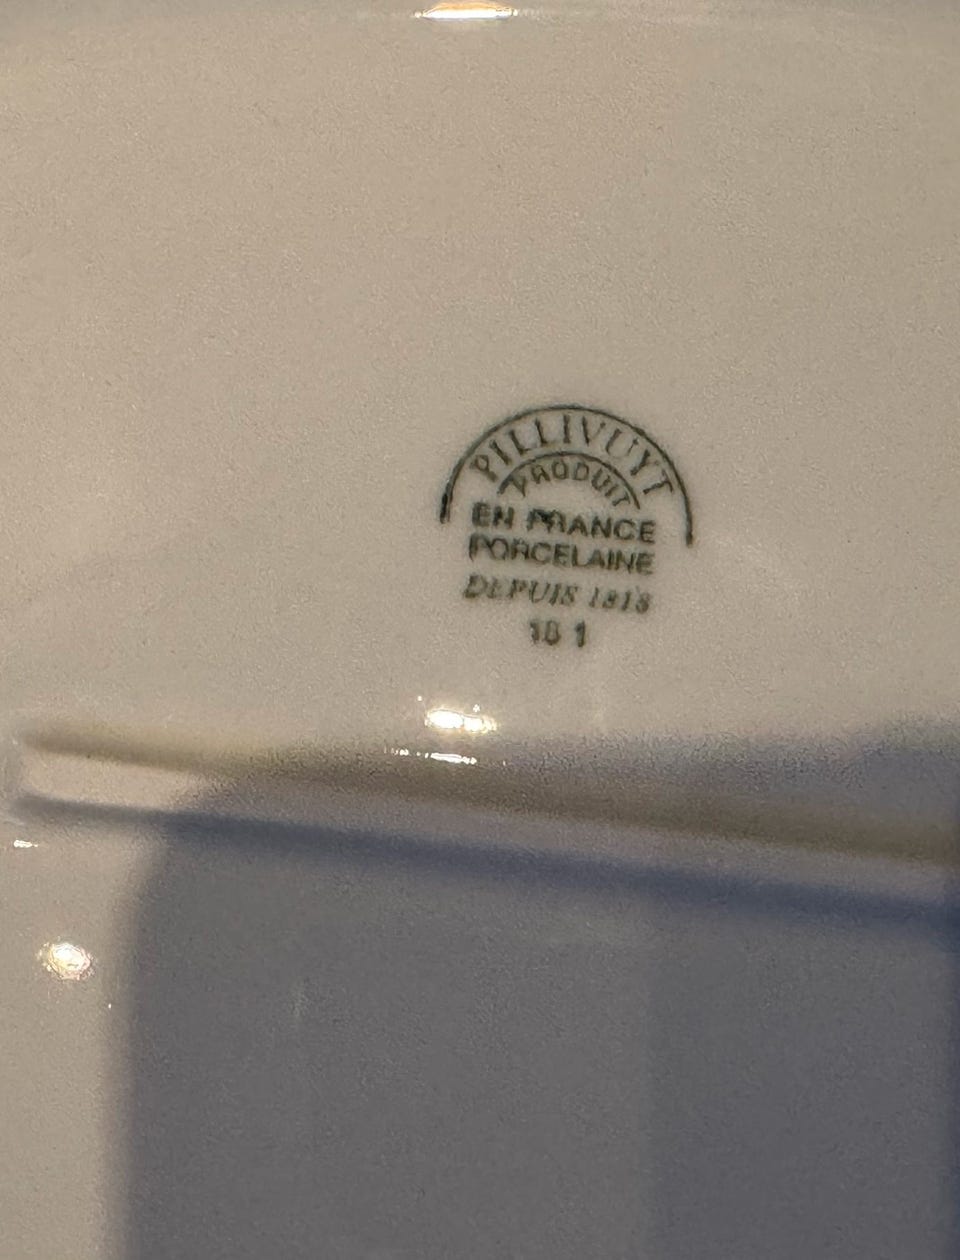 PILLIVUYT
PRODUIT
EN FRANCE
PORCELAINE
DEPUIS 1818
18 1